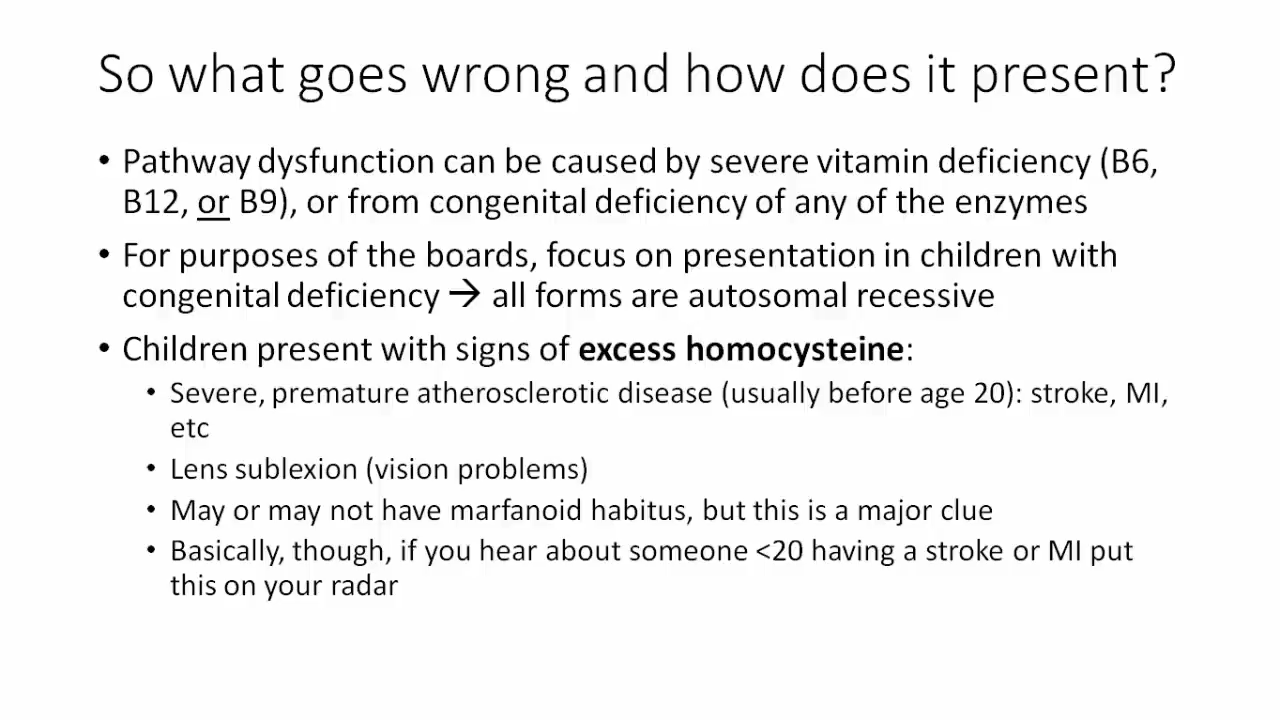 So what goes wrong and how does it present?
• Pathway dysfunction can be caused by severe vitamin deficiency (B6,
B12, or B9), or from congenital deficiency of any of the enzymes
• For purposes of the boards, focus on presentation in children with
congenital deficiency → all forms are autosomal recessive
• Children present with signs of excess homocysteine:
• Severe, premature atherosclerotic disease (usually before age 20): stroke, MI,
etc
• Lens sublexion (vision problems)
• May or may not have marfanoid habitus, but this is a major clue
• Basically, though, if you hear about someone <20 having a stroke or MI put
this on your radar